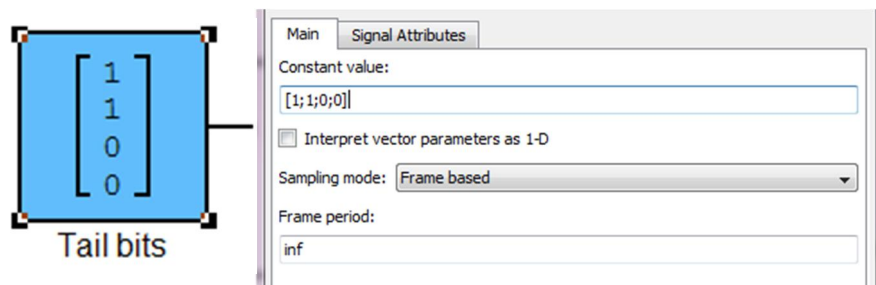 1
1
0
0
Tail bits
Main
Signal Attributes
Constant value:
[1;1;0;0]
Interpret vector parameters as 1-D
Sampling mode: Frame based
Frame period:
inf